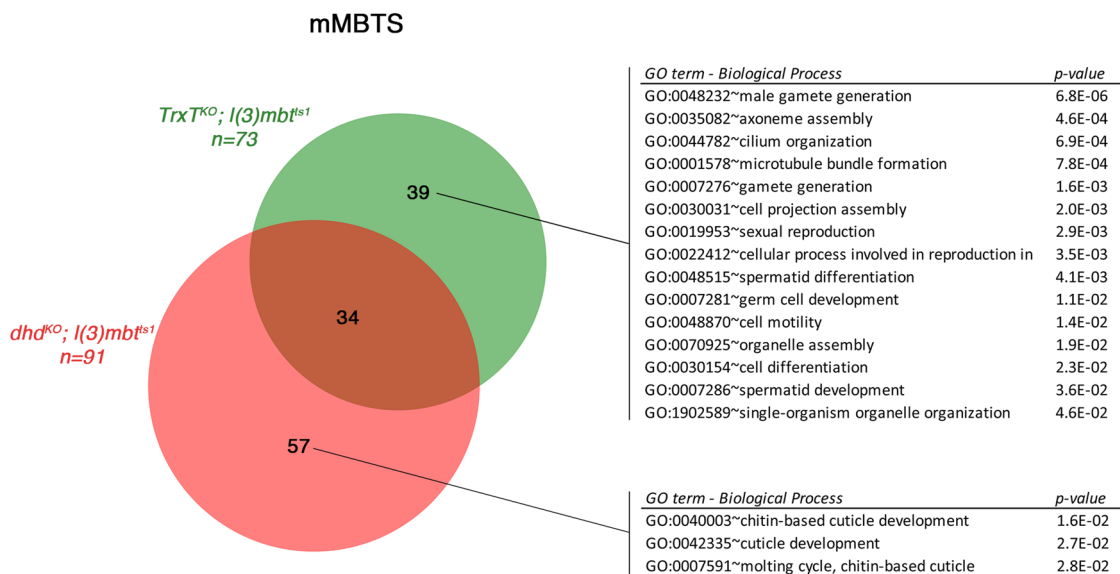 mMBTS
TrxTᴷᴼ; l(3)mbtᵗˢ¹
n=73
39
34
dhdᴷᴼ; l(3)mbtᵗˢ¹
n=91
57
GO term - Biological Process p-value
GO:0048232~male gamete generation 6.8E-06
GO:0035082~axoneme assembly 4.6E-04
GO:0044782~cilium organization 6.9E-04
GO:0001578~microtubule bundle formation 7.8E-04
GO:0007276~gamete generation 1.6E-03
GO:0030031~cell projection assembly 2.0E-03
GO:0019953~sexual reproduction 2.9E-03
GO:0022412~cellular process involved in reproduction in 3.5E-03
GO:0048515~spermatid differentiation 4.1E-03
GO:0007281~germ cell development 1.1E-02
GO:0048870~cell motility 1.4E-02
GO:0070925~organelle assembly 1.9E-02
GO:0030154~cell differentiation 2.3E-02
GO:0007286~spermatid development 3.6E-02
GO:1902589~single-organism organelle organization 4.6E-02
GO term - Biological Process p-value
GO:0040003~chitin-based cuticle development 1.6E-02
GO:0042335~cuticle development 2.7E-02
GO:0007591~molting cycle, chitin-based cuticle 2.8E-02